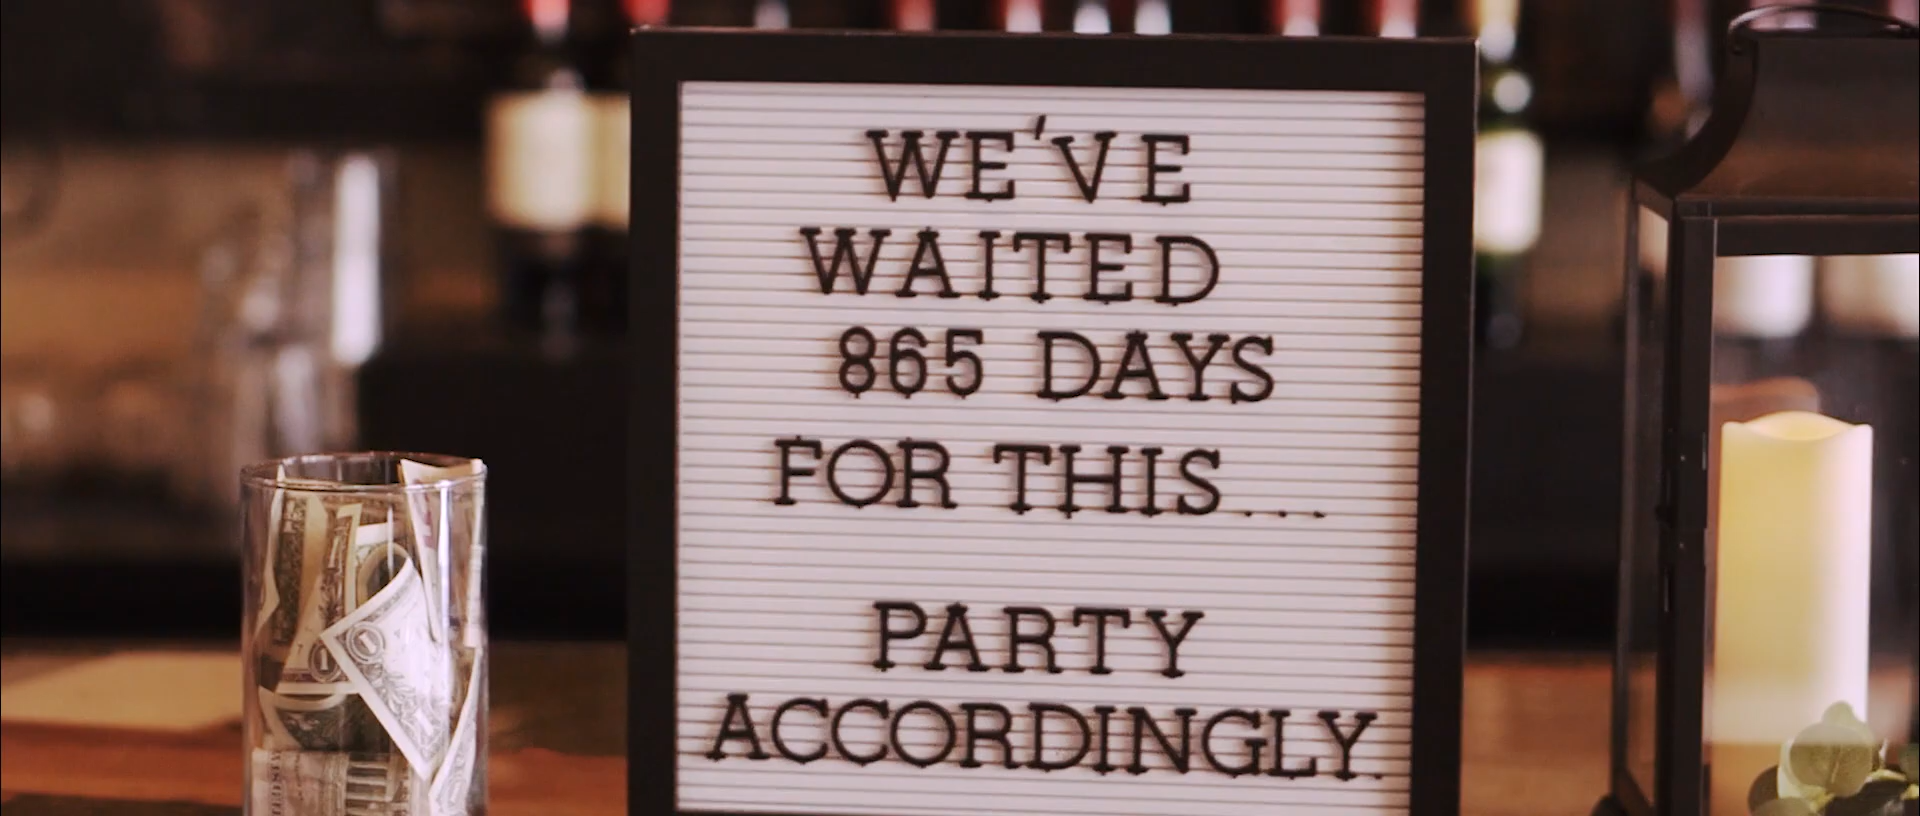 WE'VE
WAITED
865 DAYS
FOR THIS...
PARTY
ACCORDINGLY.